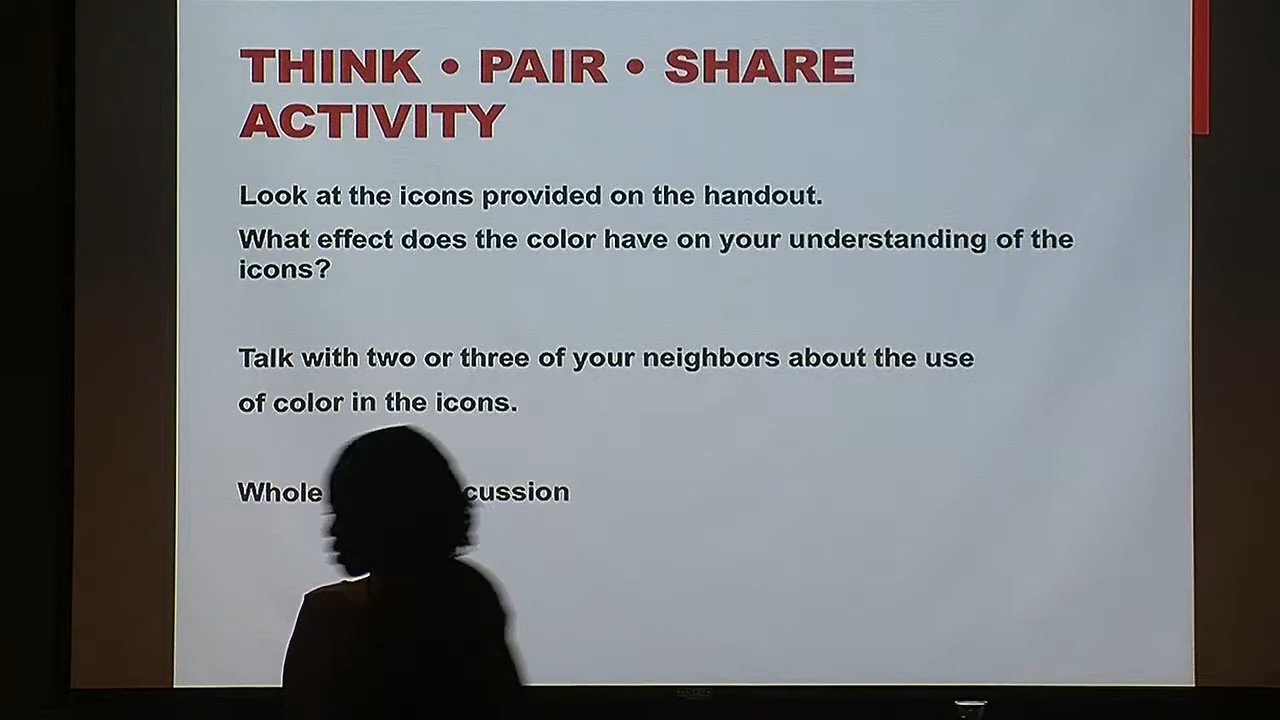 THINK • PAIR • SHARE
ACTIVITY
Look at the icons provided on the handout.
What effect does the color have on your understanding of the
icons?
Talk with two or three of your neighbors about the use
of color in the icons.
Whole cussion